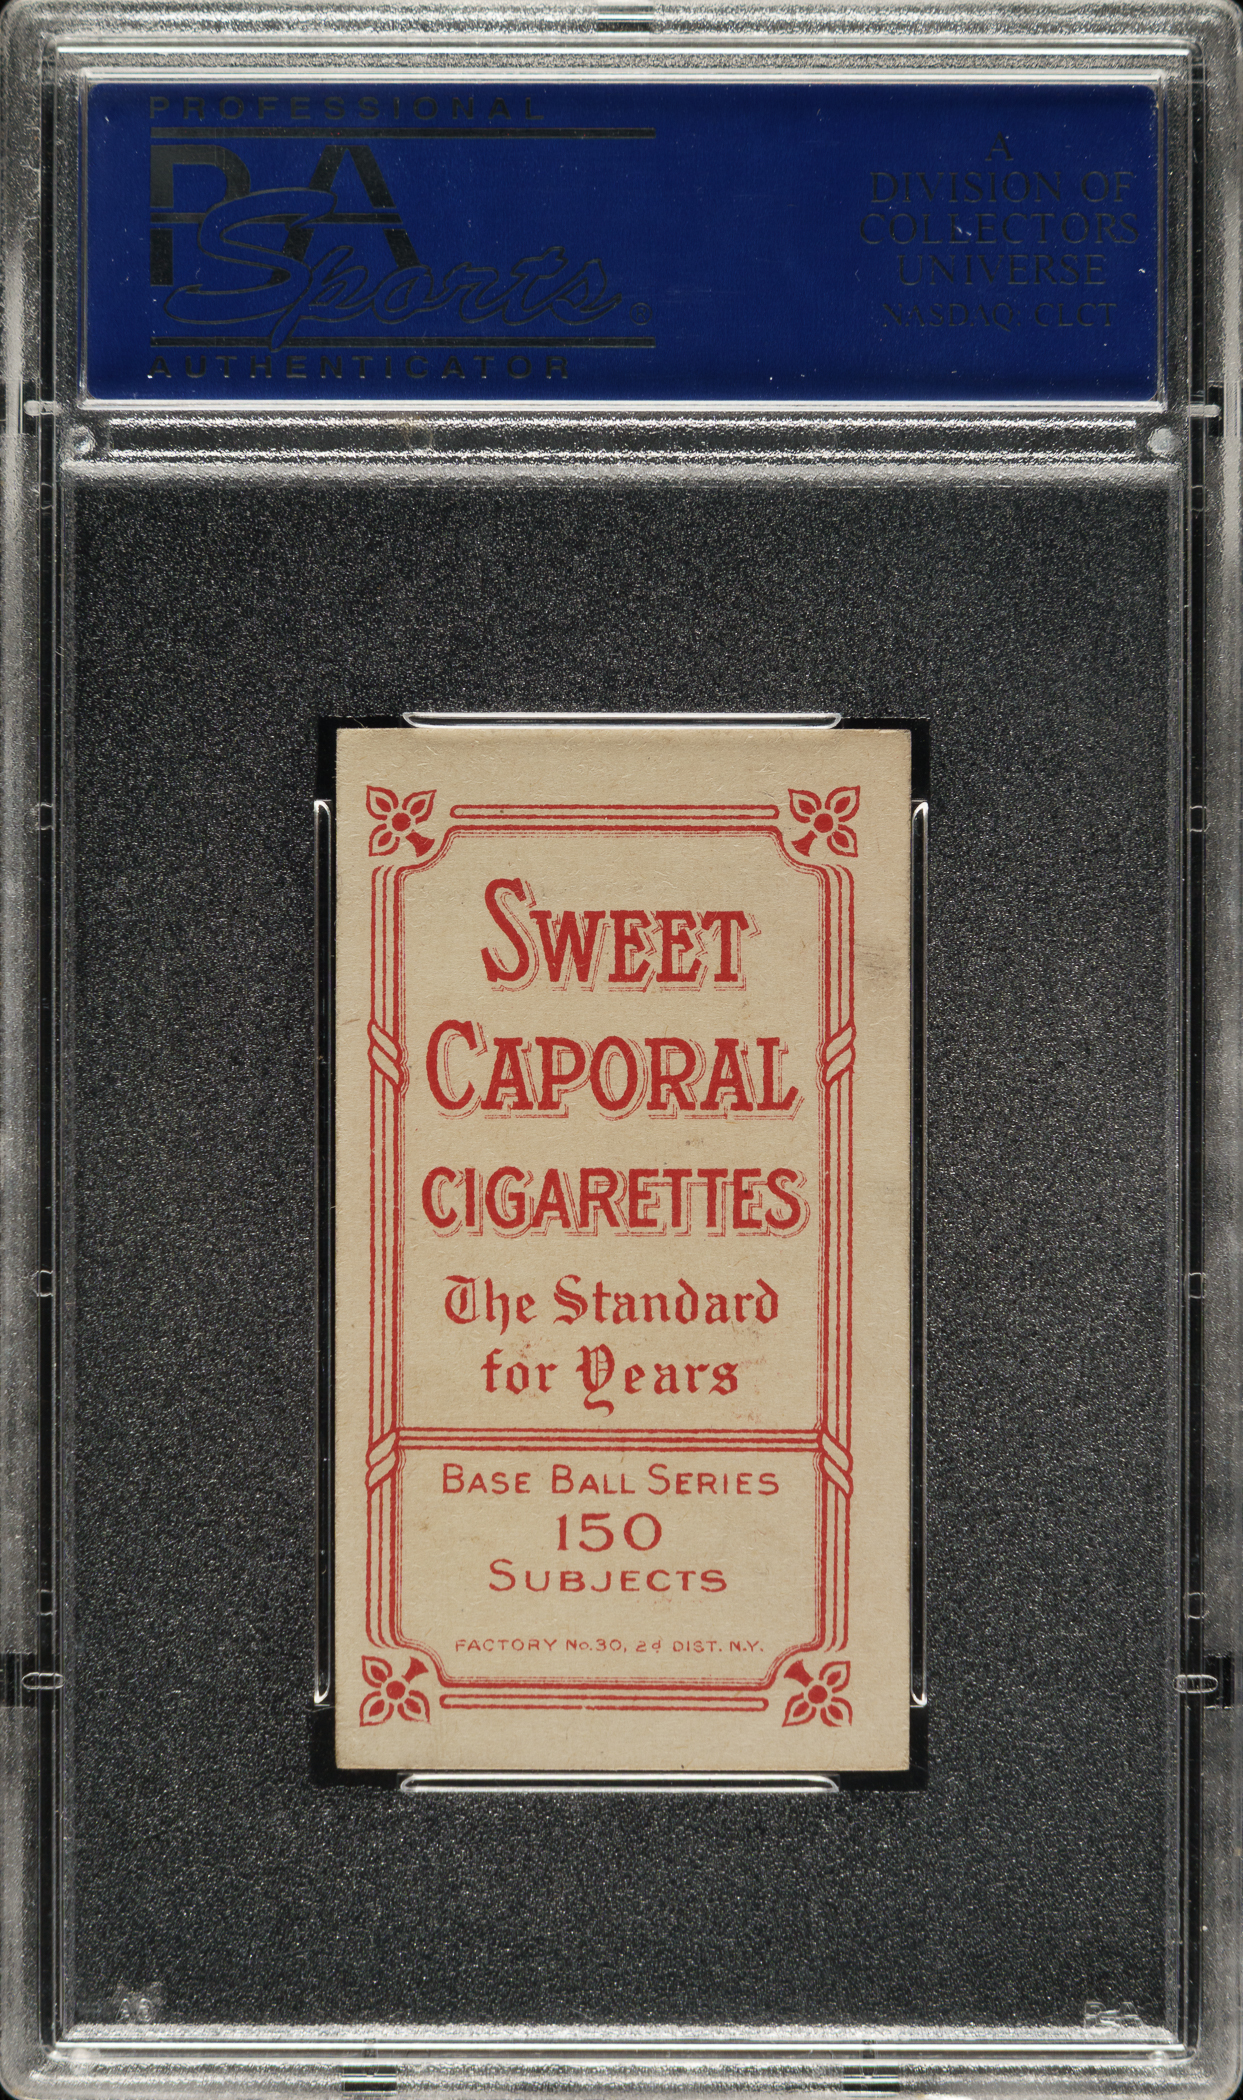 PROFESSIONAL
PSA
Sports®
AUTHENTICATOR
A
DIVISION OF
COLLECTORS
UNIVERSE
NASDAQ: CLCT
SWEET
CAPORAL
CIGARETTES
The Standard
for Years
BASE BALL SERIES
150
SUBJECTS
FACTORY No. 30, 2d DIST. N.Y.
PSA